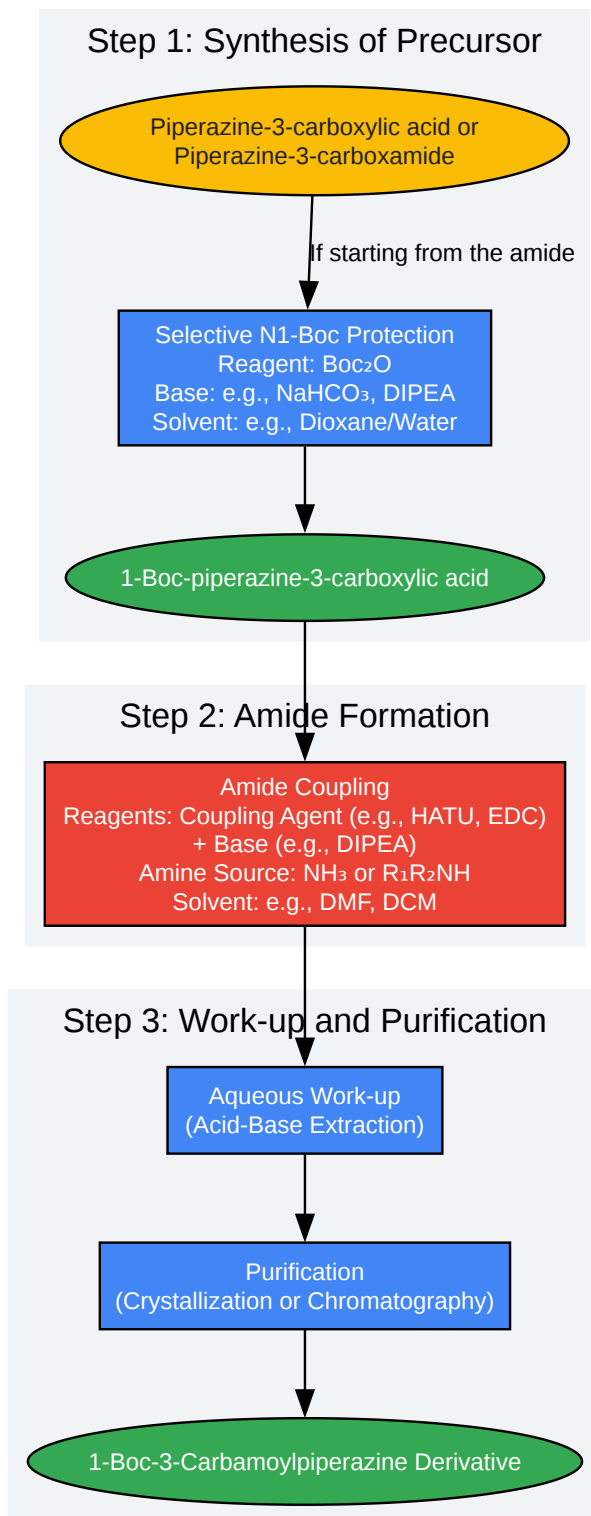 Step 1: Synthesis of Precursor
Piperazine-3-carboxylic acid or
Piperazine-3-carboxamide
If starting from the amide
Selective N1-Boc Protection
Reagent: Boc₂O
Base: e.g., NaHCO₃, DIPEA
Solvent: e.g., Dioxane/Water
1-Boc-piperazine-3-carboxylic acid
Step 2: Amide Formation
Amide Coupling
Reagents: Coupling Agent (e.g., HATU, EDC)
+ Base (e.g., DIPEA)
Amine Source: NH₃ or R₁R₂NH
Solvent: e.g., DMF, DCM
Step 3: Work-up and Purification
Aqueous Work-up
(Acid-Base Extraction)
Purification
(Crystallization or Chromatography)
1-Boc-3-Carbamoylpiperazine Derivative